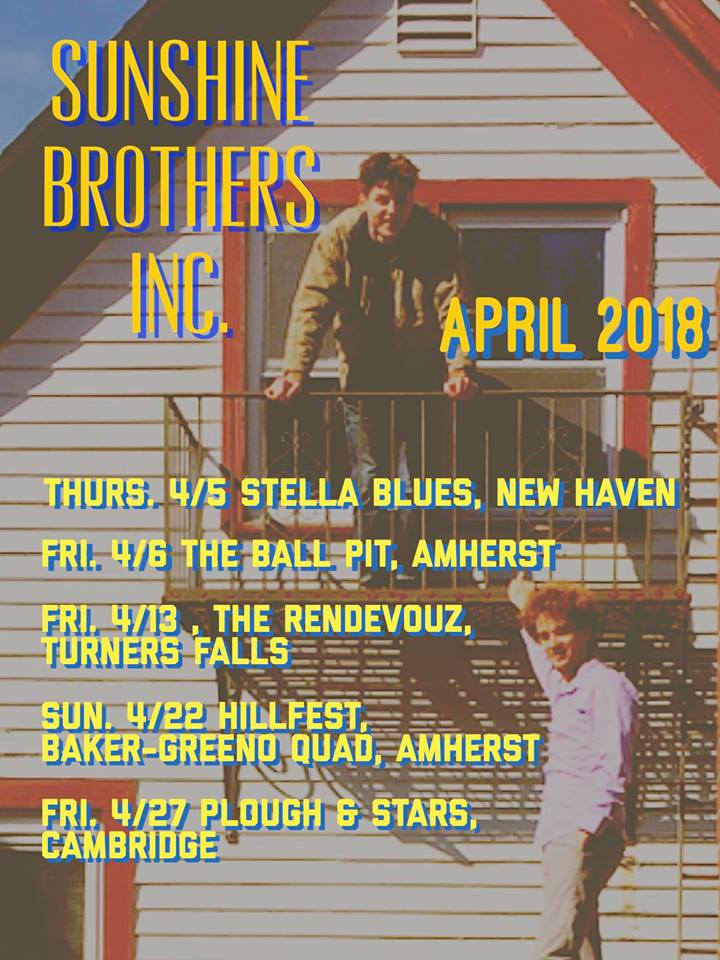 SUNSHINE
BROTHERS
INC.
APRIL 2018
THURS. 4/5 STELLA BLUES, NEW HAVEN
FRI. 4/6 THE BALL PIT, AMHERST
FRI. 4/13 , THE RENDEVOUZ,
TURNERS FALLS
SUN. 4/22 HILLFEST,
BAKER-GREENO QUAD, AMHERST
FRI. 4/27 PLOUGH & STARS,
CAMBRIDGE